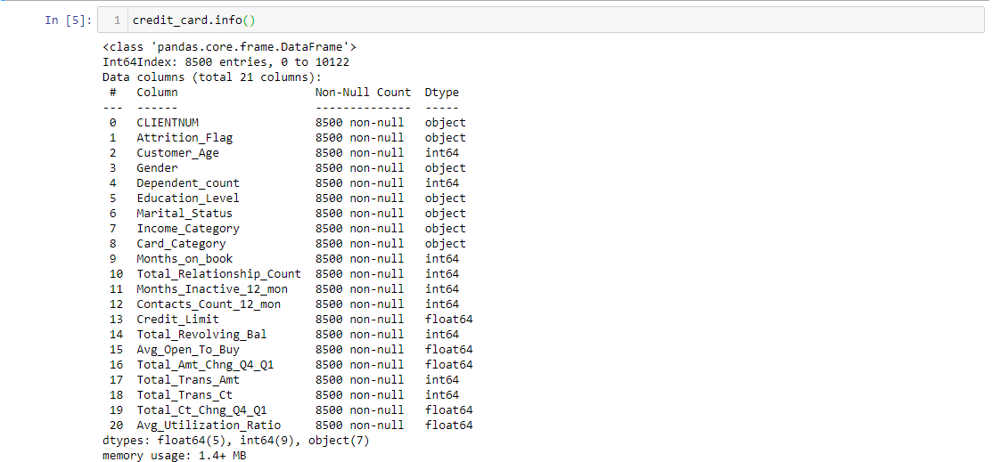 In [5]: 1 credit_card.info()
<class 'pandas.core.frame.DataFrame'>
Int64Index: 8500 entries, 0 to 10122
Data columns (total 21 columns):
 #   Column                    Non-Null Count  Dtype
---  ------                    --------------  -----
 0   CLIENTNUM                 8500 non-null   object
 1   Attrition_Flag            8500 non-null   object
 2   Customer_Age              8500 non-null   int64
 3   Gender                    8500 non-null   object
 4   Dependent_count           8500 non-null   int64
 5   Education_Level           8500 non-null   object
 6   Marital_Status            8500 non-null   object
 7   Income_Category           8500 non-null   object
 8   Card_Category             8500 non-null   object
 9   Months_on_book            8500 non-null   int64
 10  Total_Relationship_Count  8500 non-null   int64
 11  Months_Inactive_12_mon    8500 non-null   int64
 12  Contacts_Count_12_mon     8500 non-null   int64
 13  Credit_Limit              8500 non-null   float64
 14  Total_Revolving_Bal       8500 non-null   int64
 15  Avg_Open_To_Buy           8500 non-null   float64
 16  Total_Amt_Chng_Q4_Q1      8500 non-null   float64
 17  Total_Trans_Amt           8500 non-null   int64
 18  Total_Trans_Ct            8500 non-null   int64
 19  Total_Ct_Chng_Q4_Q1       8500 non-null   float64
 20  Avg_Utilization_Ratio     8500 non-null   float64
dtypes: float64(5), int64(9), object(7)
memory usage: 1.4+ MB